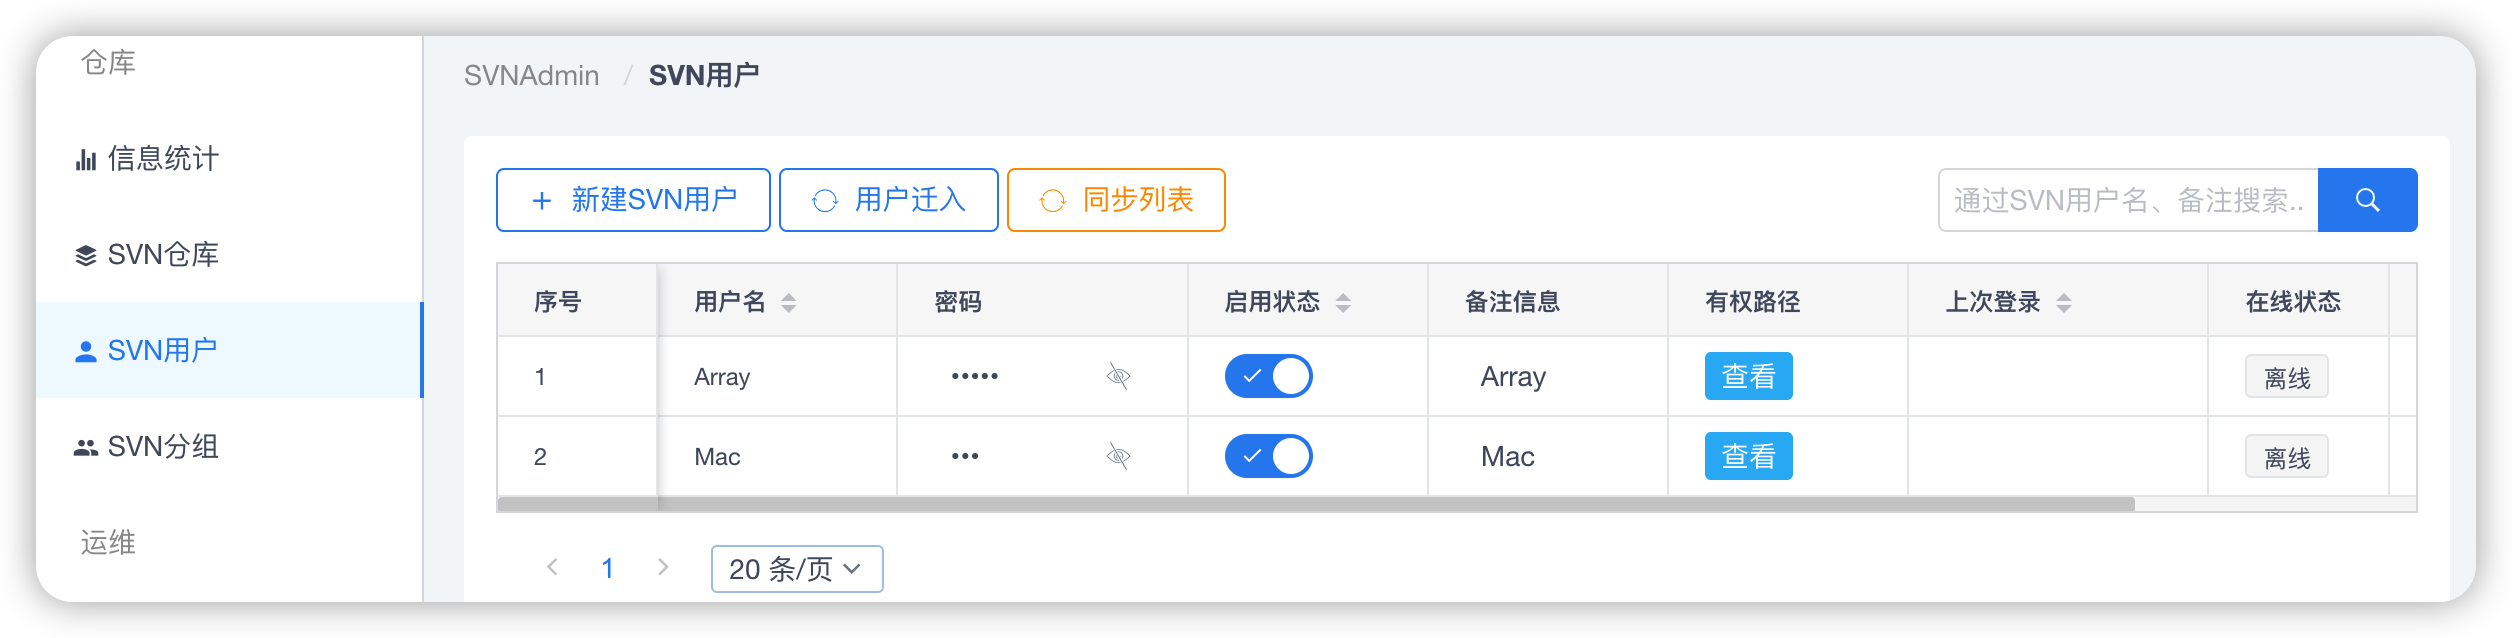 仓库
信息统计
SVN仓库
SVN用户
SVN分组
运维
SVNAdmin / SVN用户
+ 新建SVN用户 用户迁入 同步列表 通过SVN用户名、备注搜索..
序号 用户名 密码 启用状态 备注信息 有权路径 上次登录 在线状态
1 Array ••••• Array 查看 离线
2 Mac ••• Mac 查看 离线
1 20 条/页